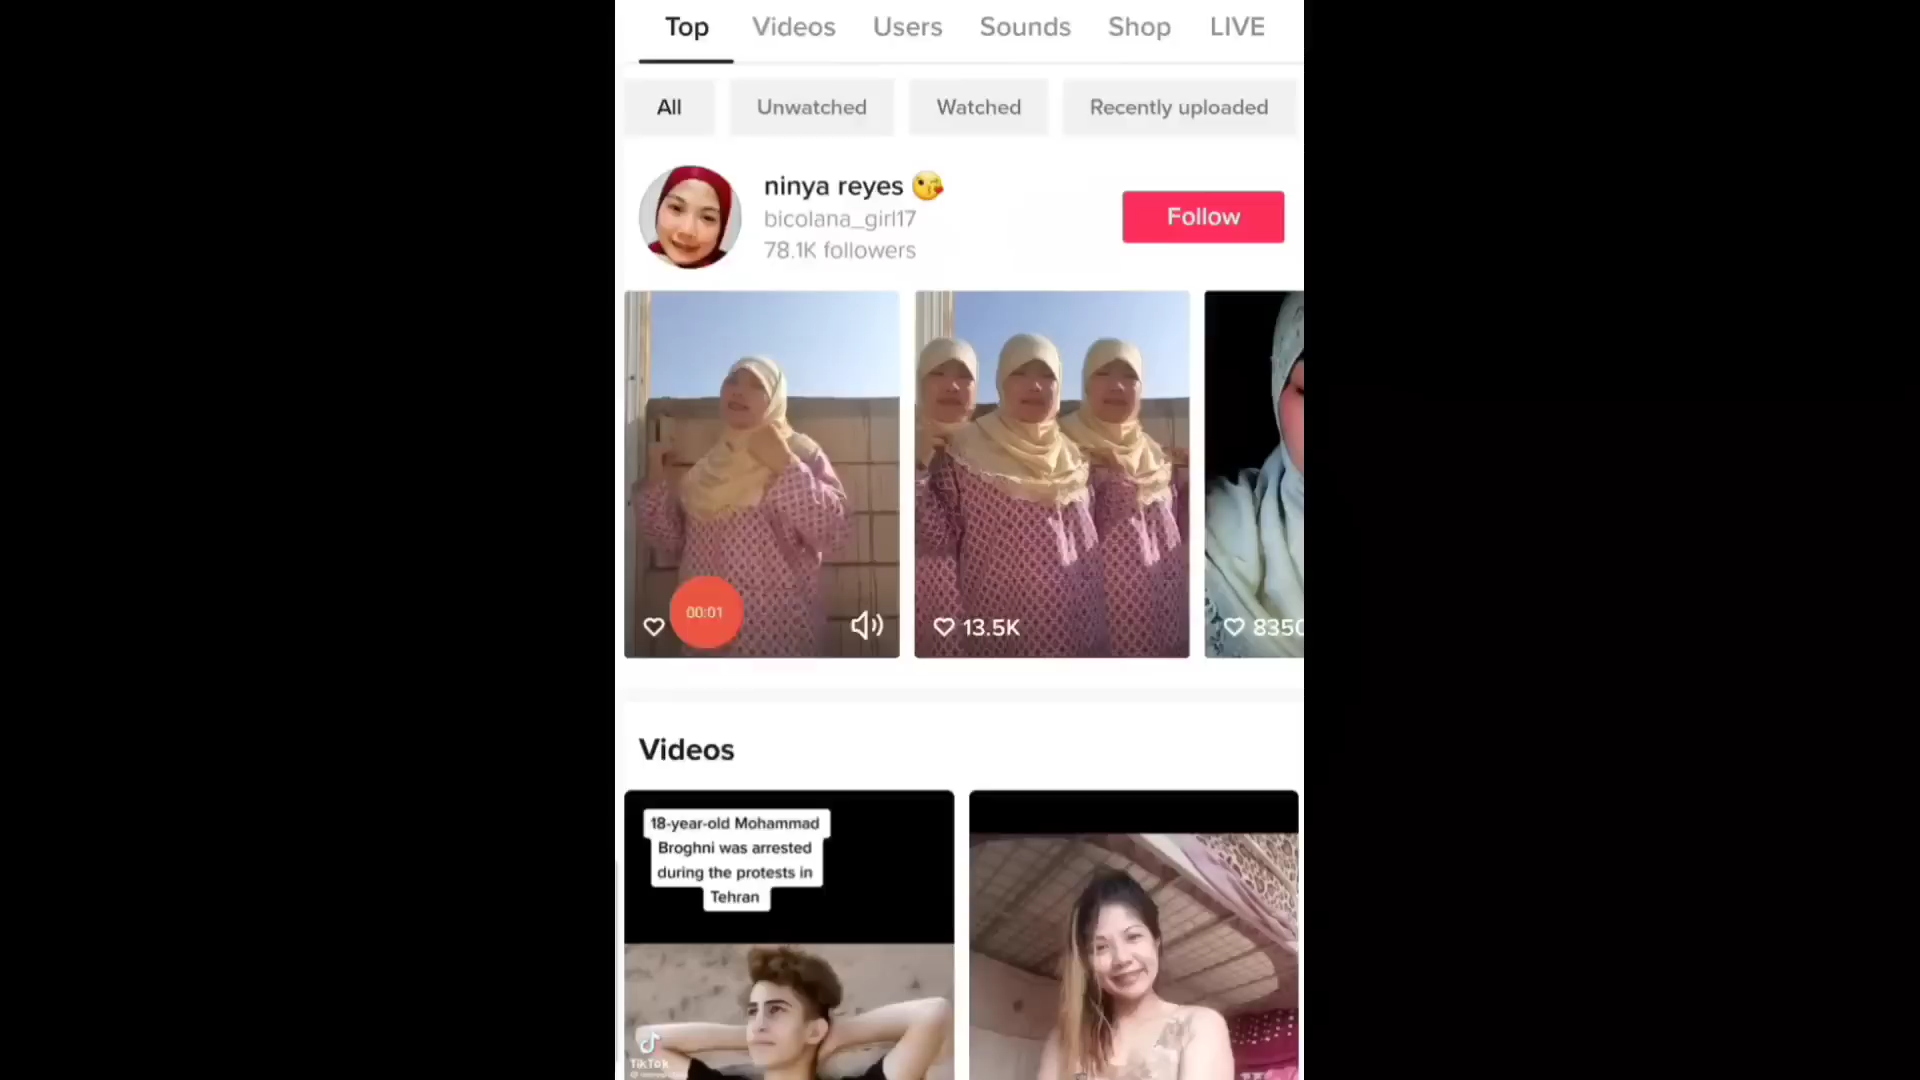 Top Videos Users Sounds Shop LIVE
All Unwatched Watched Recently uploaded
ninya reyes 😘
bicolana_girl17
78.1K followers
Follow
00:01
13.5K
8350
Videos
18-year-old Mohammad
Broghni was arrested
during the protests in
Tehran
TikTok